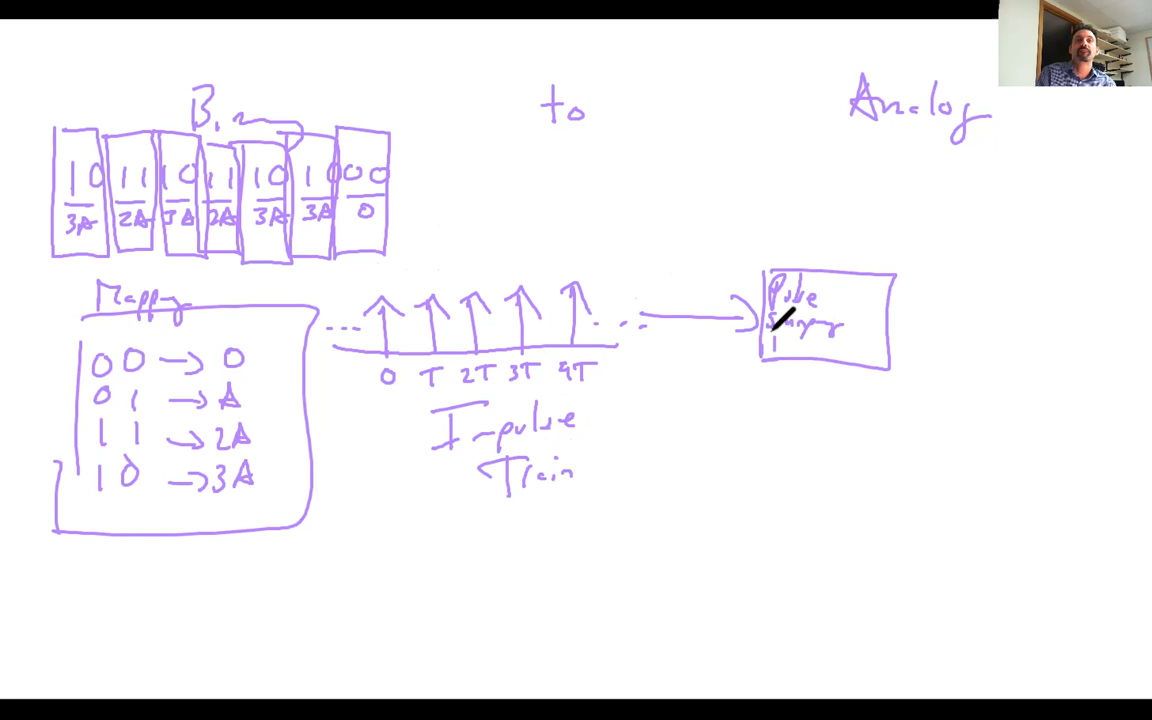 Binary to Analog
10 11 10 11 10 10 00
3A 2A 3A 2A 3A 3A 0
Mapping
00 → 0
01 → A
11 → 2A
10 → 3A
... ...
0 T 2T 3T 4T
Impulse
Train
Pulse
Shaping